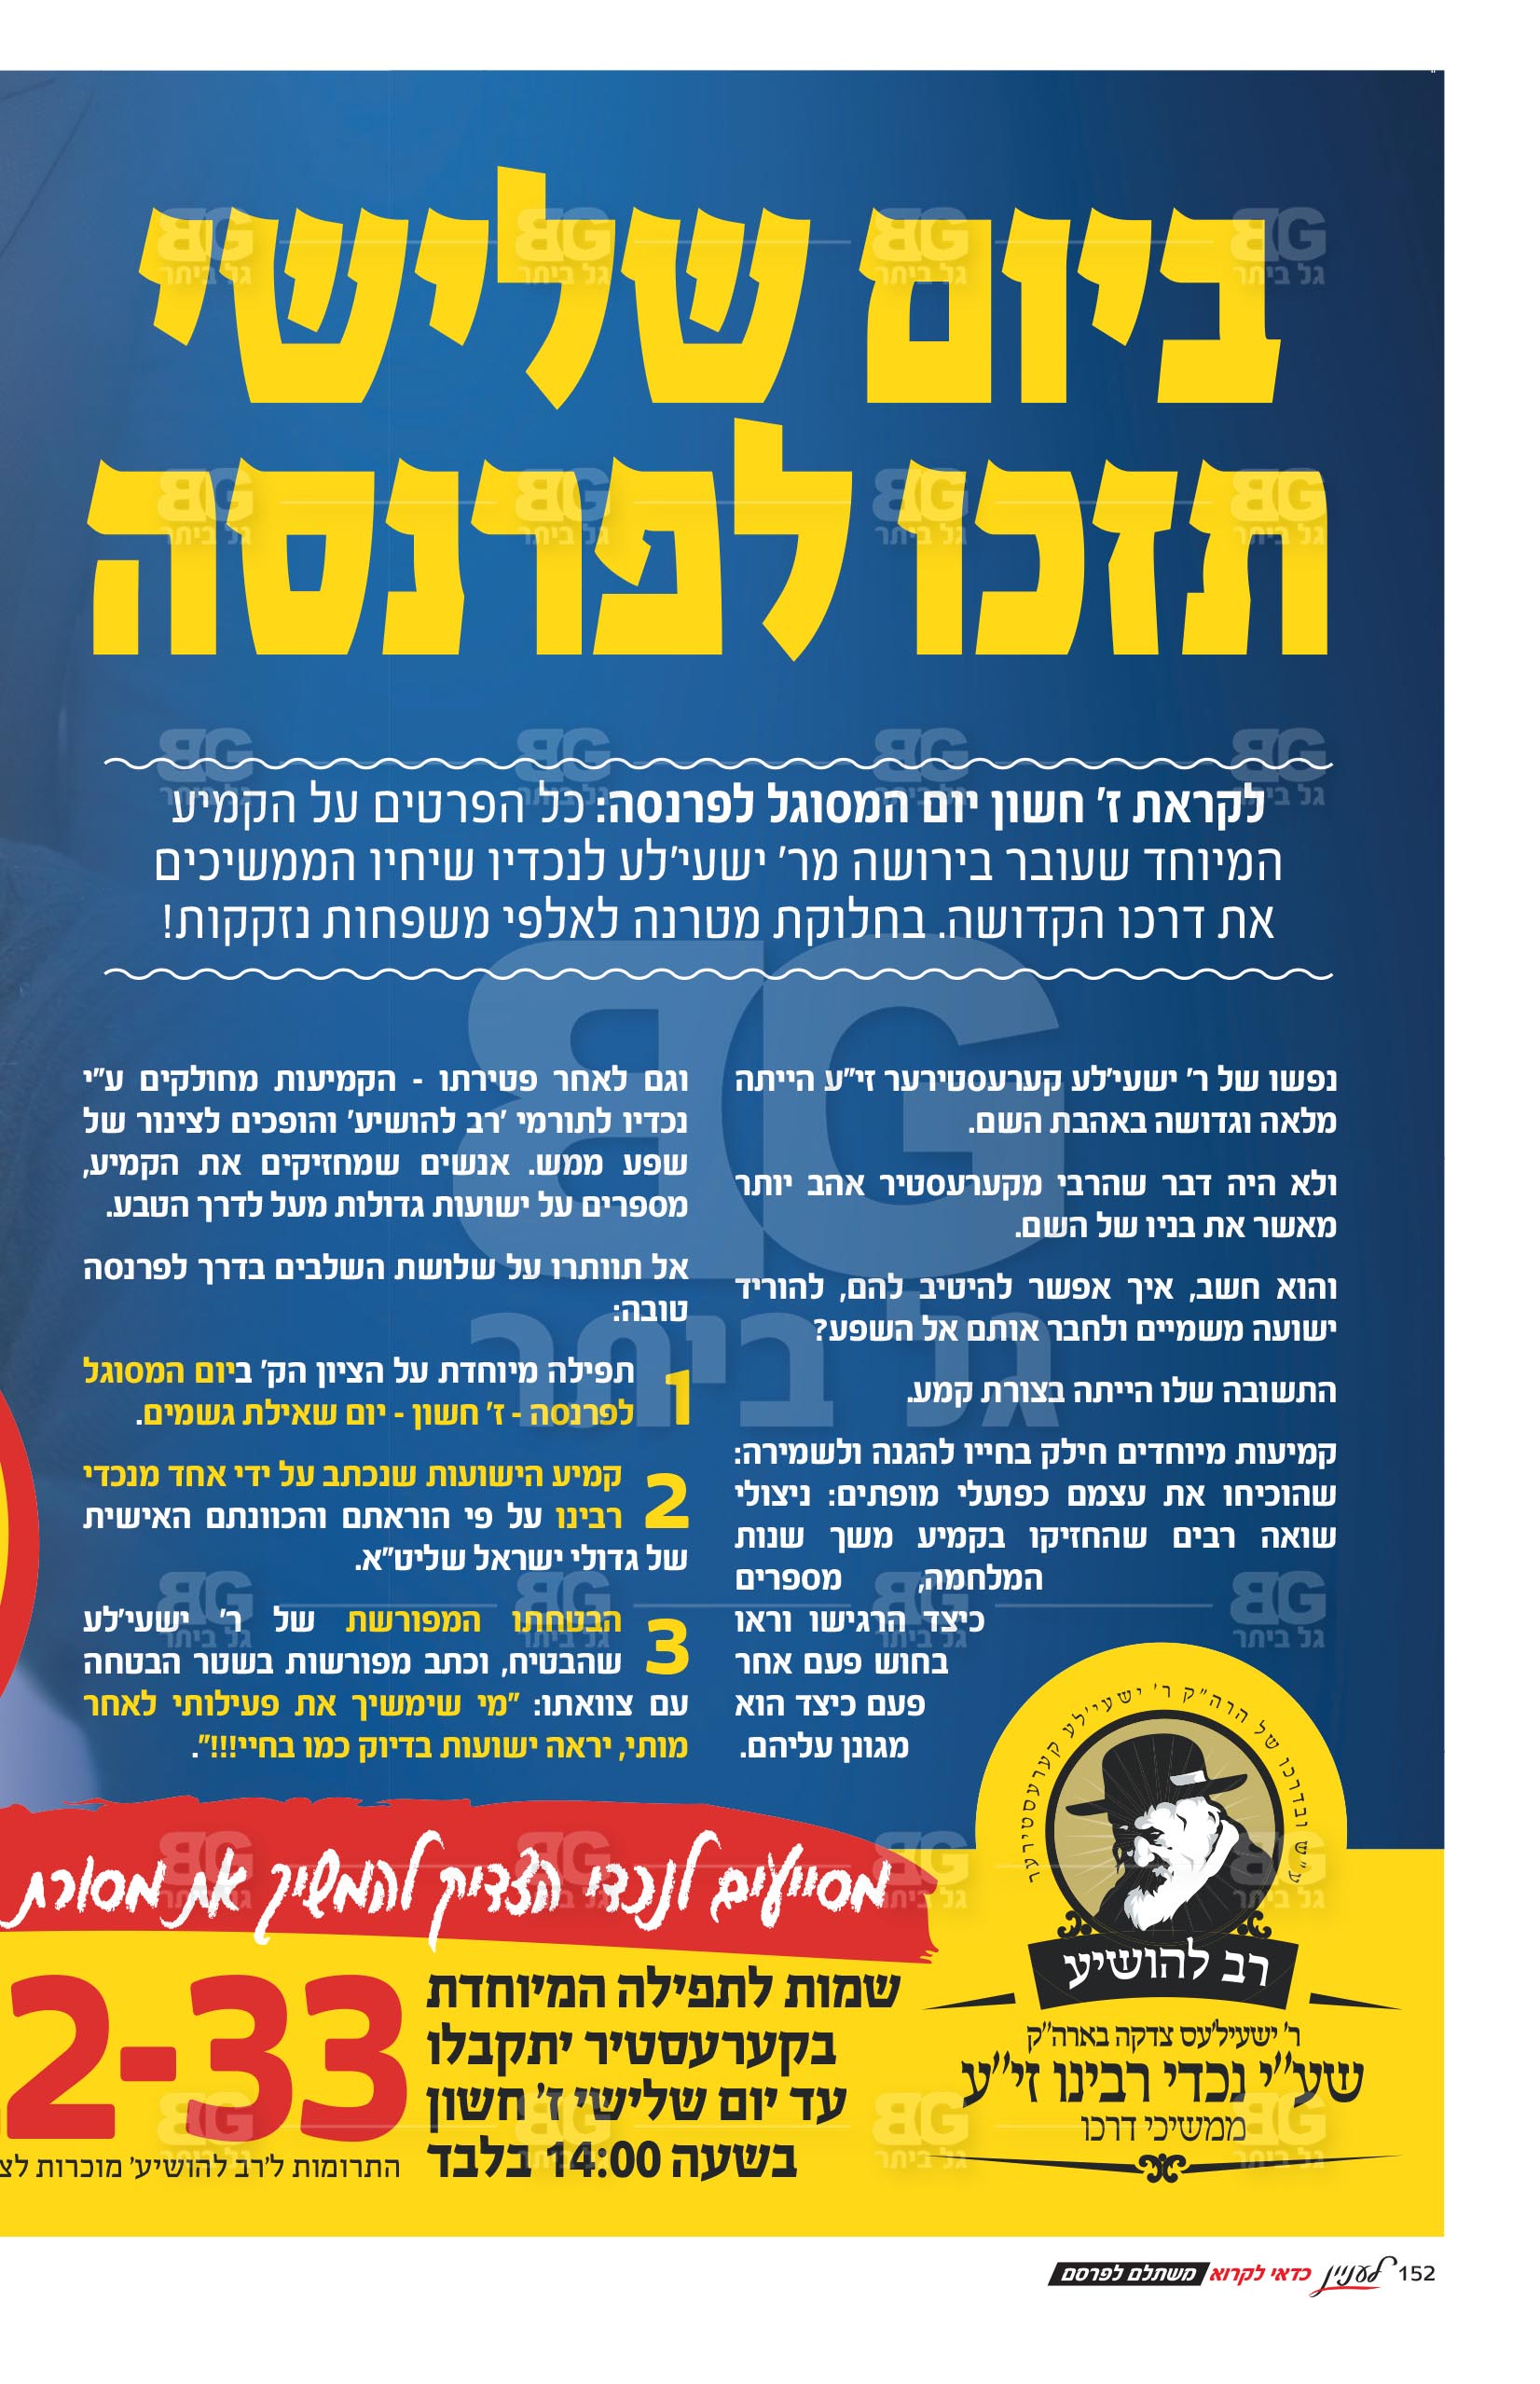 ביום שלישי
תזכו לפרנסה
לקראת ז' חשון יום המסוגל לפרנסה: כל הפרטים על הקמיע
המיוחד שעובר בירושה מר' ישעי'לע לנכדיו שיחיו הממשיכים
את דרכו הקדושה. בחלוקת מטרנה לאלפי משפחות נזקקות!
נפשו של ר' ישעי'לע קערעסטירער זי"ע הייתה
מלאה וגדושה באהבת השם.
ולא היה דבר שהרבי מקערעסטיר אהב יותר
מאשר את בניו של השם.
והוא חשב, איך אפשר להיטיב להם, להוריד
ישועה משמיים ולחבר אותם אל השפע?
התשובה שלו הייתה בצורת קמע.
קמיעות מיוחדים חילק בחייו להגנה ולשמירה:
שהוכיחו את עצמם כפועלי מופתים: ניצולי
שואה רבים שהחזיקו בקמיע משך שנות
המלחמה, מספרים
כיצד הרגישו וראו
בחוש פעם אחר
פעם כיצד הוא
מגונן עליהם.
וגם לאחר פטירתו - הקמיעות מחולקים ע"י
נכדיו לתורמי 'רב להושיע' והופכים לצינור של
שפע ממש. אנשים שמחזיקים את הקמיע,
מספרים על ישועות גדולות מעל לדרך הטבע.
אל תוותרו על שלושת השלבים בדרך לפרנסה
טובה:
1 תפילה מיוחדת על הציון הק' ביום המסוגל
לפרנסה - ז' חשון - יום שאילת גשמים.
2 קמיע הישועות שנכתב על ידי אחד מנכדי
רבינו על פי הוראתם והכוונתם האישית
של גדולי ישראל שליט"א.
3 הבטחתו המפורשת של ר' ישעי'לע
שהבטיח, וכתב מפורשות בשטר הבטחה
עם צוואתו: "מי שימשיך את פעילותי לאחר
מותי, יראה ישועות בדיוק כמו בחיי!!!".
ע"ש ובדרכו של הרה"ק ר' ישעי'לע קערעסטירער
רב להושיע
ר' ישעיל'עס צדקה בארה"ק
שע"י נכדי רבינו זי"ע
ממשיכי דרכו
מסייעים לנכדי הצדיק להמשיך את מסורת
שמות לתפילה המיוחדת
בקערעסטיר יתקבלו
עד יום שלישי ז' חשון
בשעה 14:00 בלבד
2-33
התרומות ל'רב להושיע' מוכרות לצ
152 לעניין כדאי לקרוא משתלם לפרסם
BG
גל ביתר